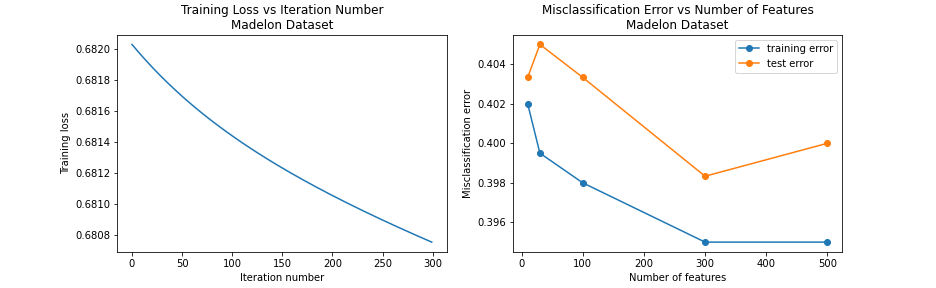 Training Loss vs Iteration Number
Madelon Dataset
0.6820
0.6818
0.6816
0.6814
0.6812
0.6810
0.6808
Training loss
0 50 100 150 200 250 300
Iteration number
Misclassification Error vs Number of Features
Madelon Dataset
training error
test error
0.404
0.402
0.400
0.398
0.396
Misclassification error
0 100 200 300 400 500
Number of features